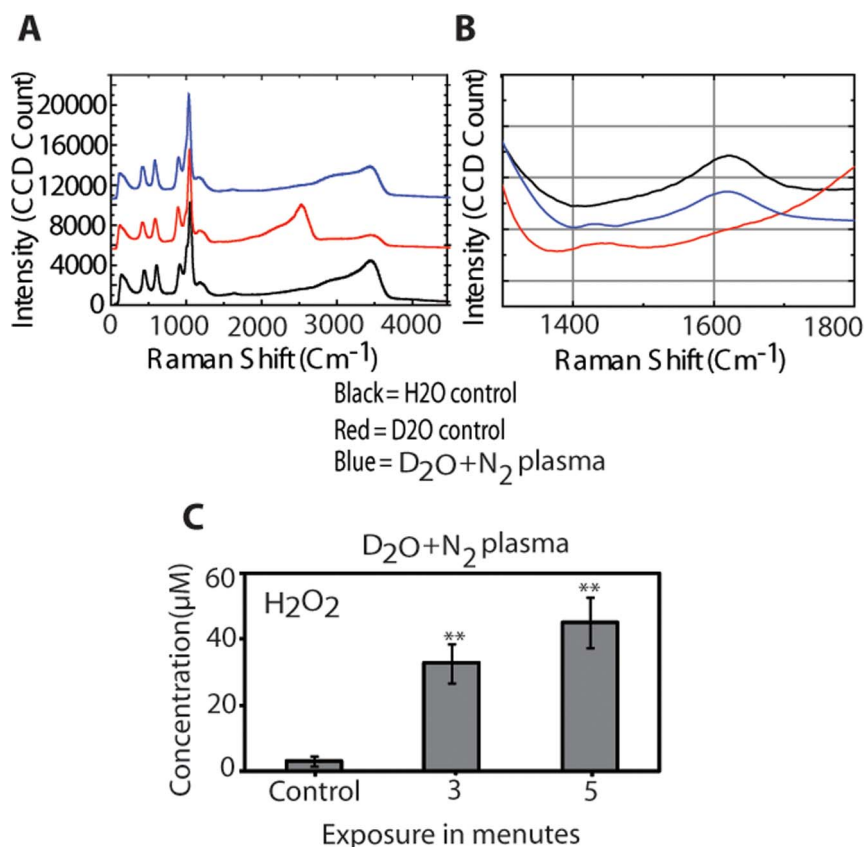 A
B
Intensity (CCD Count)
20000
16000
12000
8000
4000
0
0 1000 2000 3000 4000
Raman Shift(Cm-1)
Intensity (CCD Count)
1400 1600 1800
Raman Shift(Cm-1)
Black = H2O control
Red = D2O control
Blue = D2O+N2 plasma
C
D2O+N2 plasma
Concentration(µM)
60
40
20
0
H2O2
**
**
Control 3 5
Exposure in menutes